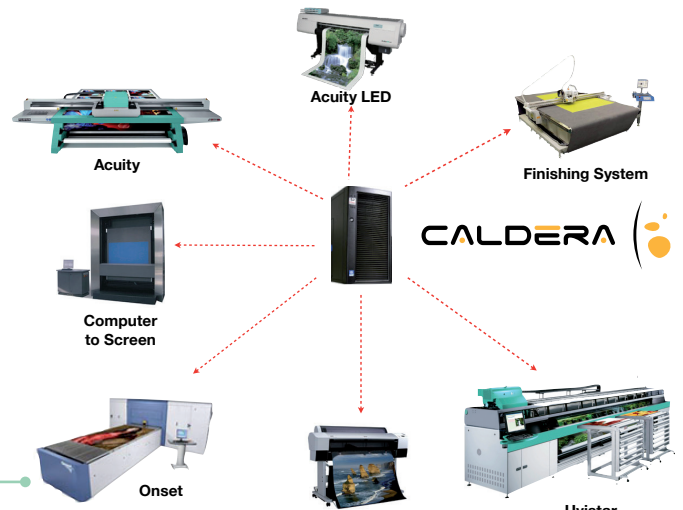 Acuity LED
Acuity
Finishing System
CALDERA
Computer
to Screen
Onset